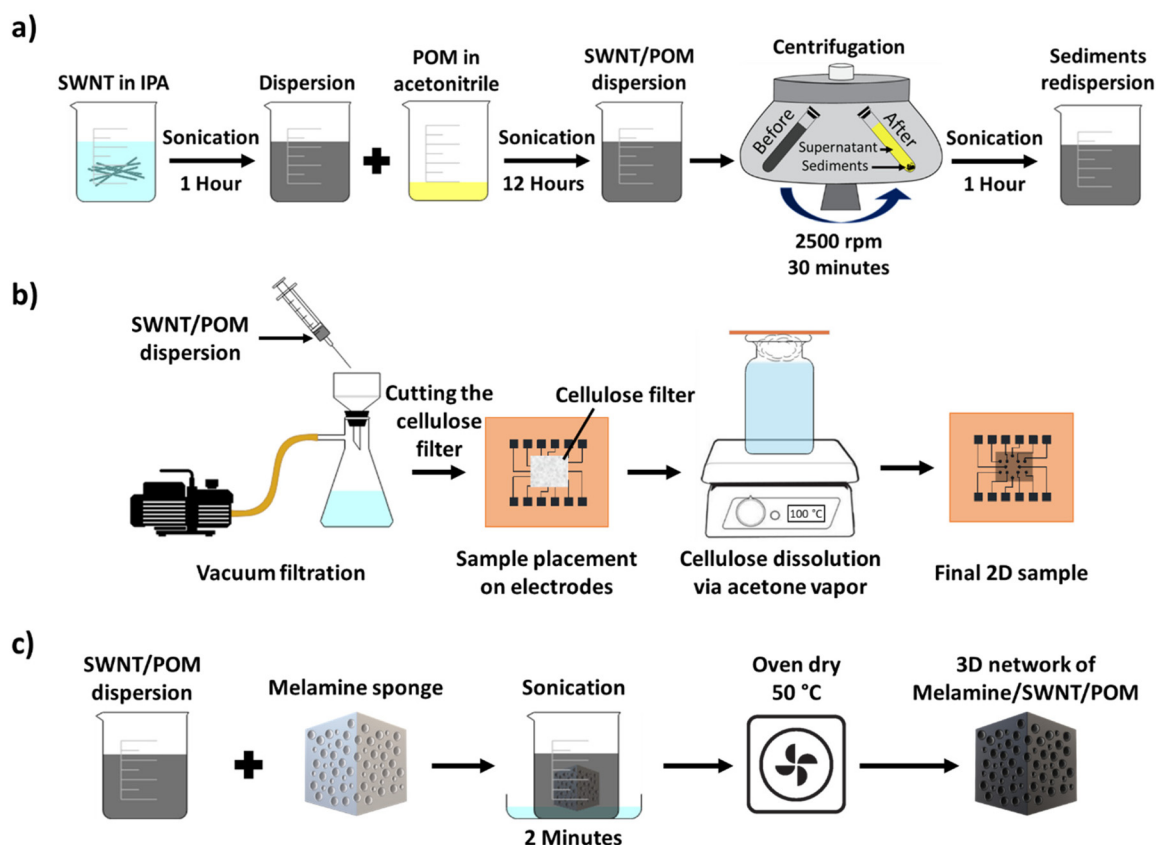 a)
SWNT in IPA
Sonication
1 Hour
Dispersion
POM in
acetonitrile
Sonication
12 Hours
SWNT/POM
dispersion
Centrifugation
Before
After
Supernatant
Sediments
2500 rpm
30 minutes
Sonication
1 Hour
Sediments
redispersion
b)
SWNT/POM
dispersion
Vacuum filtration
Cutting the
cellulose
filter
Cellulose filter
Sample placement
on electrodes
100 °C
Cellulose dissolution
via acetone vapor
Final 2D sample
c)
SWNT/POM
dispersion
Melamine sponge
Sonication
2 Minutes
Oven dry
50 °C
3D network of
Melamine/SWNT/POM